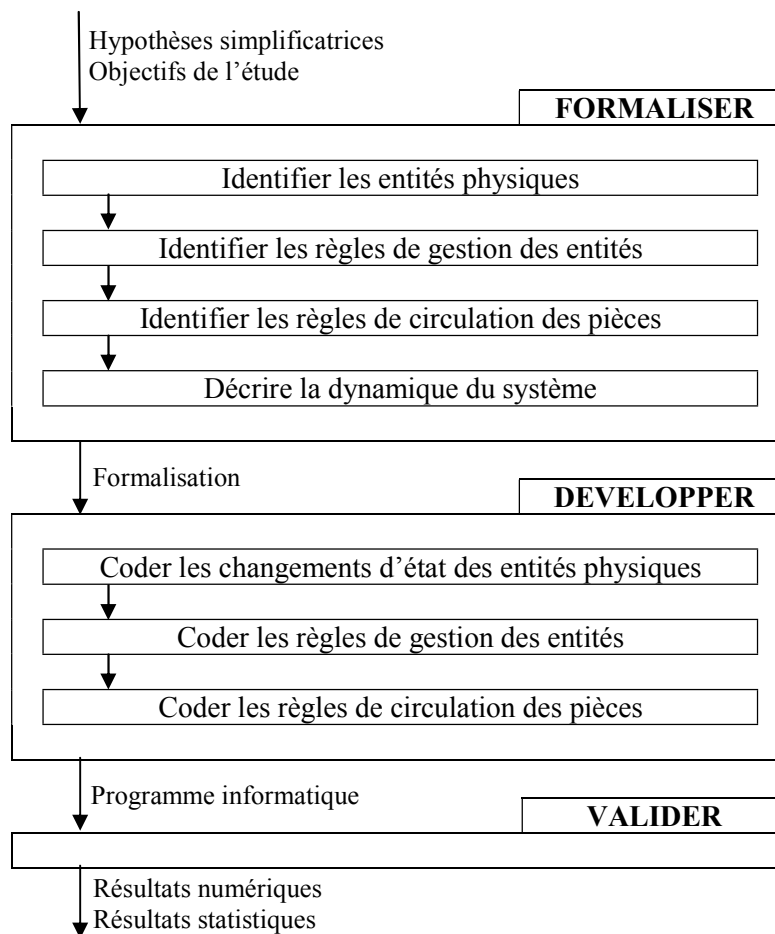 Hypothèses simplificatrices
Objectifs de l’étude
FORMALISER
Identifier les entités physiques
Identifier les règles de gestion des entités
Identifier les règles de circulation des pièces
Décrire la dynamique du système
Formalisation
DEVELOPPER
Coder les changements d’état des entités physiques
Coder les règles de gestion des entités
Coder les règles de circulation des pièces
Programme informatique
VALIDER
Résultats numériques
Résultats statistiques